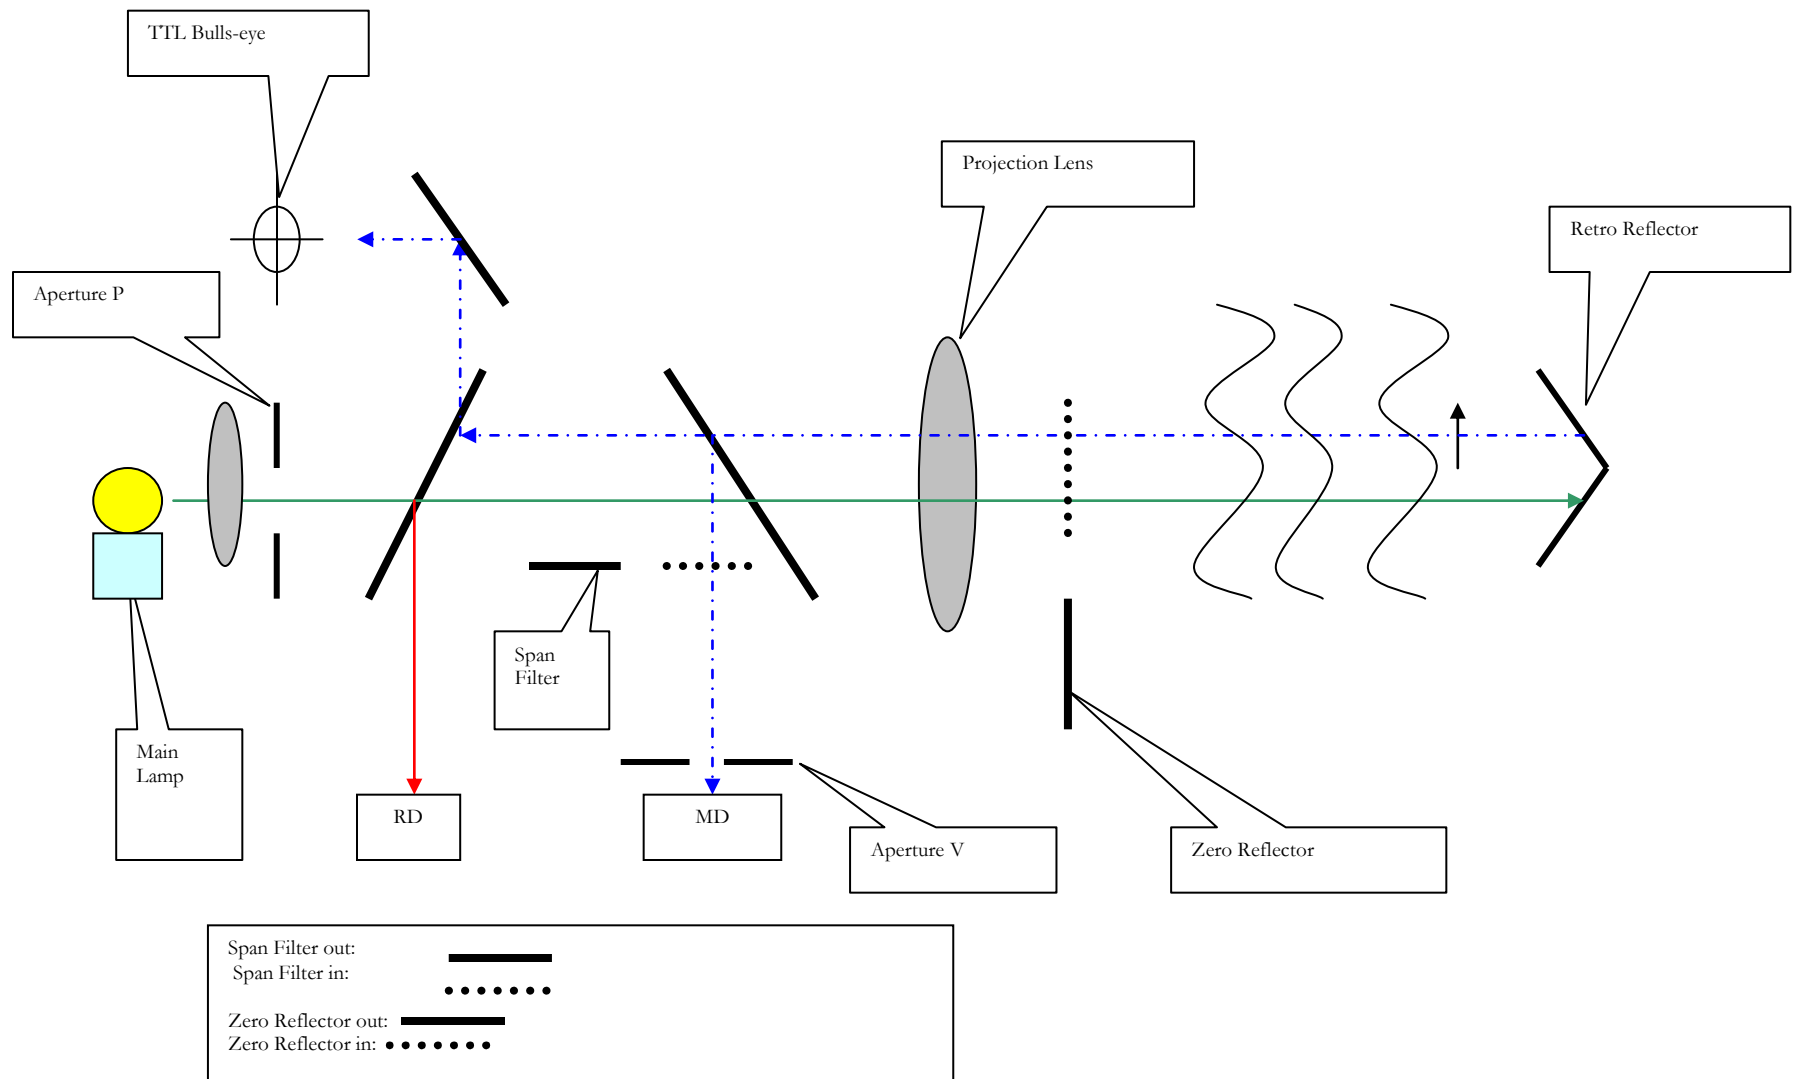 TTL Bulls-eye
Projection Lens
Retro Reflector
Aperture P
Span
Filter
Main
Lamp
RD
MD
Aperture V
Zero Reflector
Span Filter out:
Span Filter in:
Zero Reflector out:
Zero Reflector in: